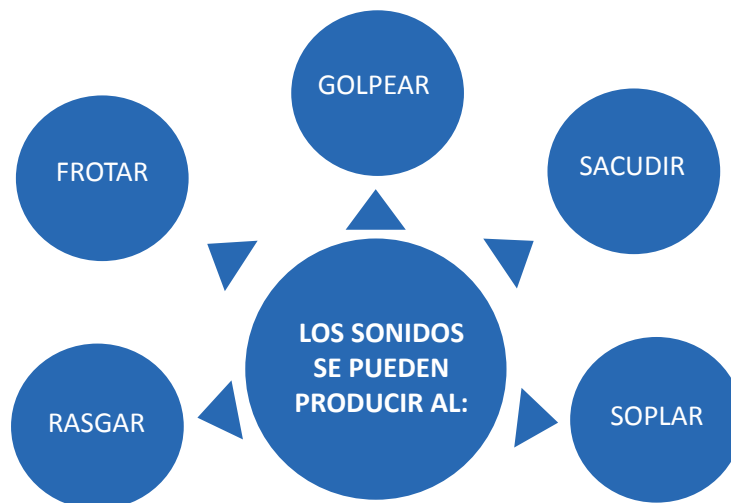 GOLPEAR
FROTAR
SACUDIR
LOS SONIDOS
SE PUEDEN
PRODUCIR AL:
RASGAR
SOPLAR